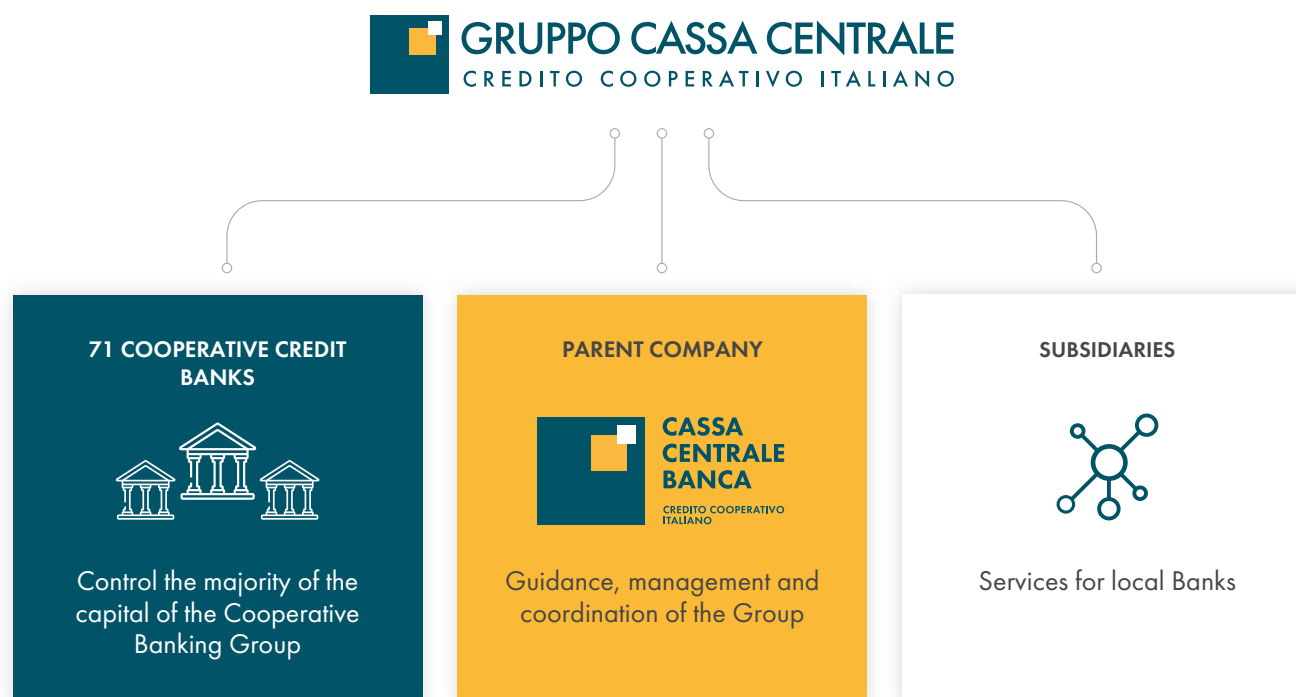 GRUPPO CASSA CENTRALE
CREDITO COOPERATIVO ITALIANO
71 COOPERATIVE CREDIT
BANKS
Control the majority of the
capital of the Cooperative
Banking Group
PARENT COMPANY
CASSA
CENTRALE
BANCA
CREDITO COOPERATIVO
ITALIANO
Guidance, management and
coordination of the Group
SUBSIDIARIES
Services for local Banks